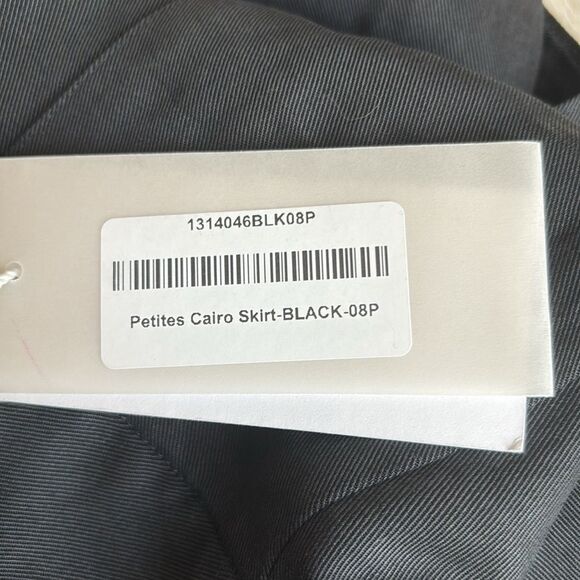 1314046BLK08P
Petites Cairo Skirt-BLACK-08P